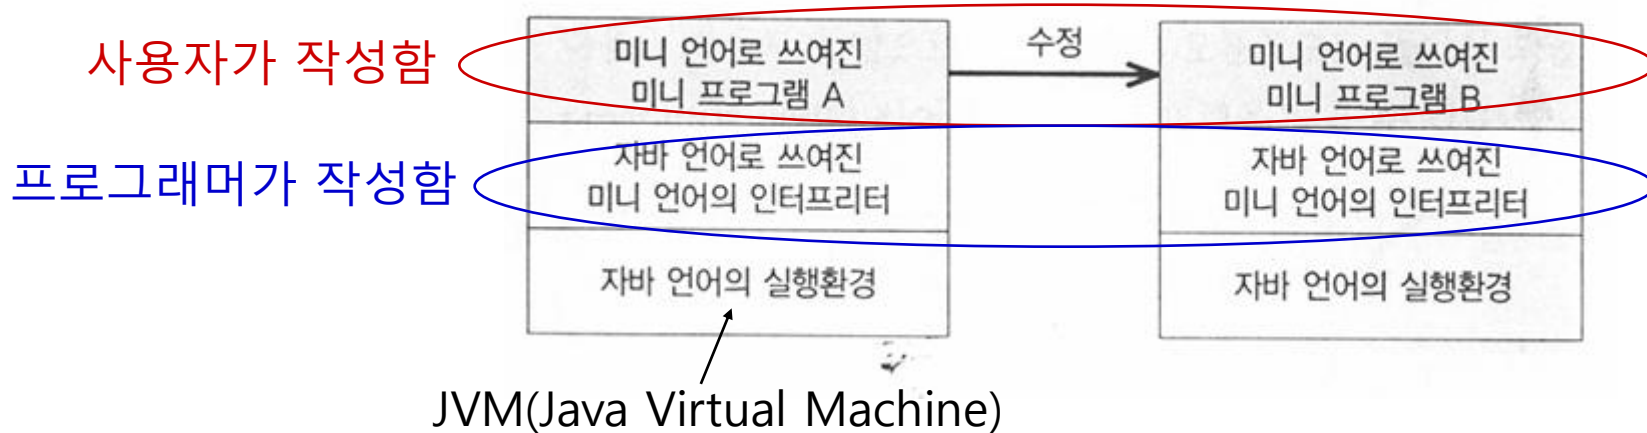 사용자가 작성함
미니 언어로 쓰여진
미니 프로그램 A
수정
미니 언어로 쓰여진
미니 프로그램 B
프로그래머가 작성함
자바 언어로 쓰여진
미니 언어의 인터프리터
자바 언어로 쓰여진
미니 언어의 인터프리터
자바 언어의 실행환경
자바 언어의 실행환경
JVM(Java Virtual Machine)